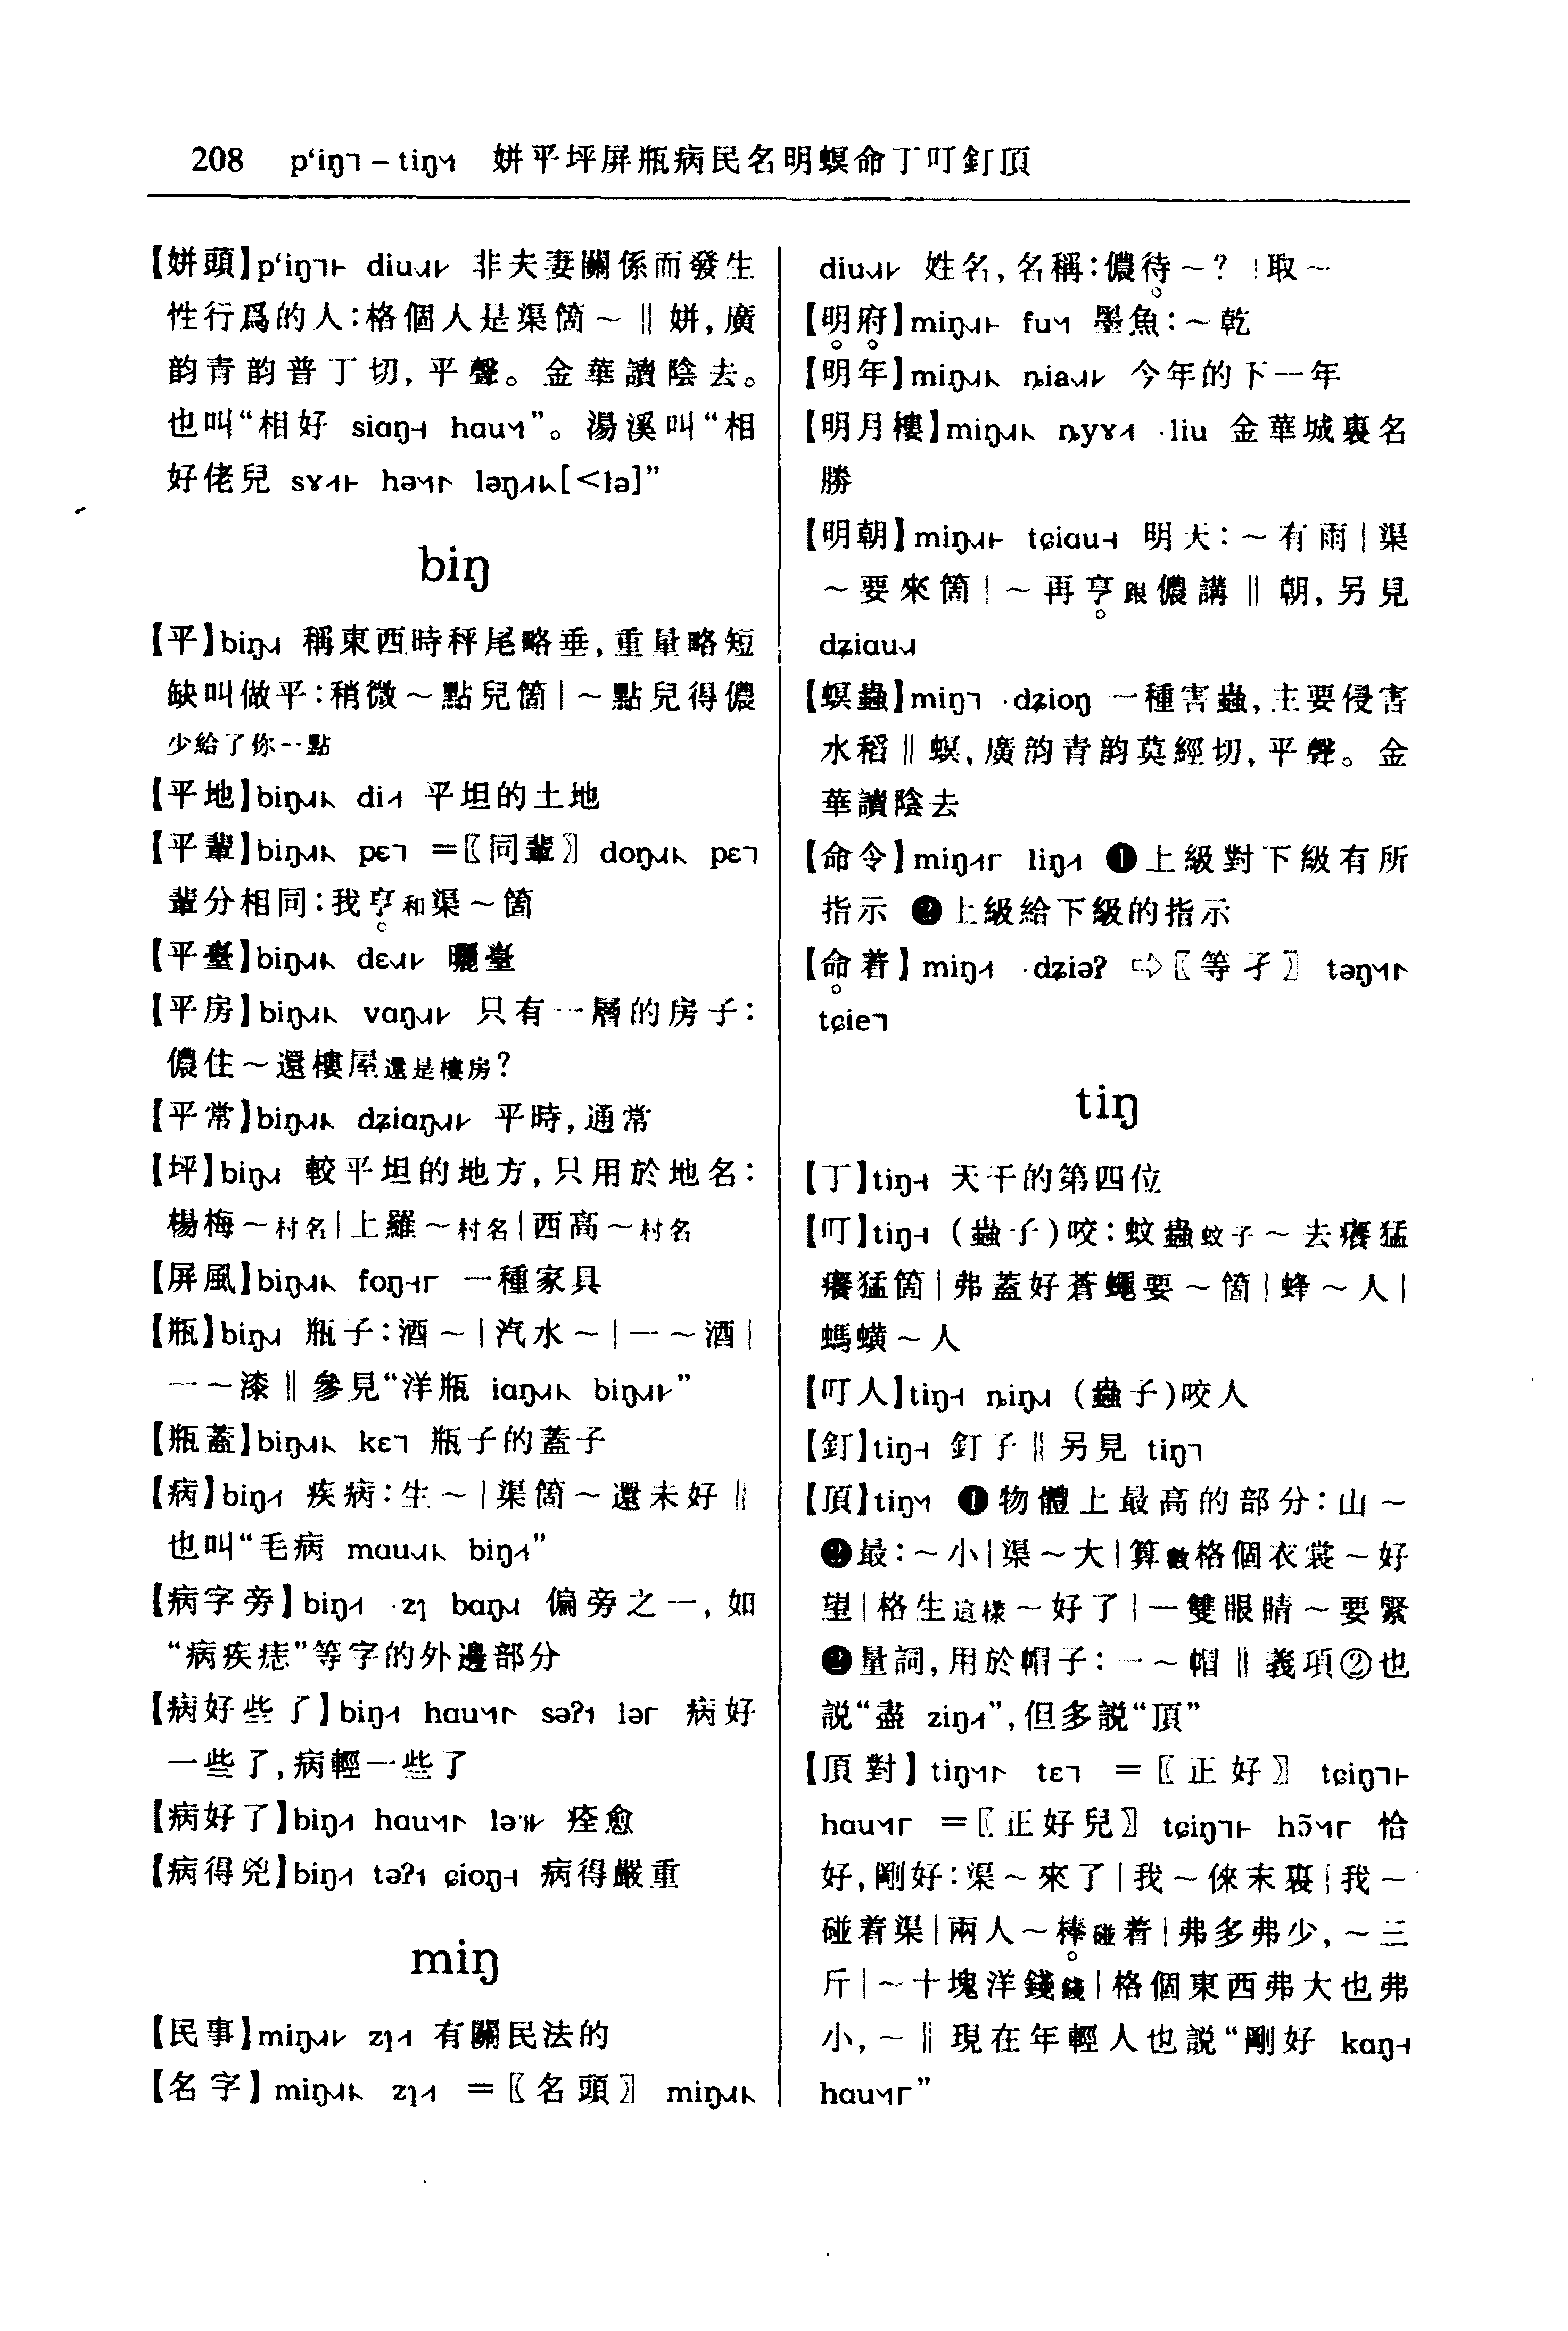 208 pʻiŋ˥ – tiŋ˥˧˥ 姘平坪屏瓶病民名明螟命丁叮釘頂
【姘頭】pʻiŋ˥꜔ diu˧˩˧꜖꜓ 非夫妻關係而發生
性行爲的人：格個人是渠箇～‖姘，廣
韵青韵普丁切，平聲。金華讀陰去。
也叫“相好 siɑŋ˧˧˦ hɑu˥˧˥”。湯溪叫“相
好佬兒 sɤ꜔ hə˥˧˥꜒꜔ ləŋ[<lə]”
biŋ
【平】biŋ˧˩˧ 稱東西時秤尾略垂，重量略短
缺叫做平：稍微～點兒箇|～點兒得儂
少給了你一點
【平地】biŋ˧˩˧꜔꜖ di˩˦ 平坦的土地
【平輩】biŋ˧˩˧꜔꜖ pɛ˥ =〖同輩〗doŋ˧˩˧꜔꜖ pɛ˥
輩分相同：我亨和渠～箇
【平臺】biŋ˧˩˧꜔꜖ dɛ˧˩˧꜖꜓ 曬臺
【平房】biŋ˧˩˧꜔꜖ vɑŋ˧˩˧꜖꜓ 只有一層的房子：
儂住～還樓屋還是樓房？
【平常】biŋ˧˩˧꜔꜖ dʑiɑŋ˧˩˧꜖꜓ 平時，通常
【坪】biŋ˧˩˧ 較平坦的地方，只用於地名：
楊梅～村名|上羅～村名|西高～村名
【屏風】biŋ˧˩˧꜔꜖ foŋ˧˧˦꜒ 一種家具
【瓶】biŋ˧˩˧ 瓶子：酒～|汽水～|一～酒|
一～漆‖參見“洋瓶 iɑŋ˧˩˧꜔꜖ biŋ˧˩˧꜖꜓”
【瓶蓋】biŋ˧˩˧꜔꜖ kɛ˥ 瓶子的蓋子
【病】biŋ˩˦ 疾病：生～|渠箇～還未好‖
也叫“毛病 mɑu˧˩˧꜔꜖ biŋ˩˦”
【病字旁】biŋ˩˦ ·zɿ bɑŋ˧˩˧ 偏旁之一，如
“病疾痣”等字的外邊部分
【病好些了】biŋ˩˦ hɑu˥˧˥꜒꜔ səʔ˦ lə꜒ 病好
一些了，病輕一些了
【病好了】biŋ˩˦ hɑu˥˧˥꜒꜔ lə꜖꜓ 痊愈
【病得兇】biŋ˩˦ təʔ˦ ɕioŋ˧˧˦ 病得嚴重
miŋ
【民事】miŋ˧˩˧꜖꜓ zɿ˩˦ 有關民法的
【名字】miŋ˧˩˧꜔꜖ zɿ˩˦ =〖名頭〗miŋ˧˩˧꜔꜖
diu˧˩˧꜖꜓ 姓名，名稱：儂待～？|取～
【明府】miŋ˧˩˧꜔ fu˥˧˥ 墨魚：～乾
【明年】miŋ˧˩˧꜔꜖ ȵia˧˩˧꜖꜓ 今年的下一年
【明月樓】miŋ˧˩˧꜔꜖ ȵyɤ˩˦ ·liu 金華城裏名
勝
【明朝】miŋ˧˩˧꜔ tɕiɑu˧˧˦ 明天：～有雨|渠
～要來箇|～再亨跟儂講‖朝，另見
dʑiɑu˧˩˧
【螟蟲】miŋ˥ ·dʑioŋ 一種害蟲，主要侵害
水稻‖螟，廣韵青韵莫經切，平聲。金
華讀陰去
【命令】miŋ˩˦꜒ liŋ˩˦ ❶上級對下級有所
指示 ❷上級給下級的指示
【命着】miŋ˩˦ ·dʑiəʔ ⇨〖等孑〗təŋ˥˧˥꜒꜔
tɕie˥
tiŋ
【丁】tiŋ˧˧˦ 天干的第四位
【叮】tiŋ˧˧˦ (蟲子)咬：蚊蟲蚊子～去癢猛
癢猛箇|弗蓋好蒼蠅要～箇|蜂～人|
螞蟥～人
【叮人】tiŋ˧˧˦ ȵiŋ˧˩˧ (蟲子)咬人
【釘】tiŋ˧˧˦ 釘子‖另見 tiŋ˥
【頂】tiŋ˥˧˥ ❶物體上最高的部分：山～
❷最：～小|渠～大|算數格個衣裳～好
望|格生這樣～好了|一雙眼睛～要緊
❷量詞，用於帽子：一～帽‖義項②也
説“盡 ziŋ˩˦”，但多説“頂”
【頂對】tiŋ˥˧˥꜒꜔ tɛ˥ =〖正好〗tɕiŋ˥꜔
hɑu˥˧˥꜒ =〖正好兒〗tɕiŋ˥꜔ hɔ̃˥˧˥꜒ 恰
好，剛好：渠～來了|我～倈末裏|我～
碰着渠|兩人～棒碰着|弗多弗少，～三
斤|～十塊洋錢錢|格個東西弗大也弗
小，～‖現在年輕人也説“剛好 kɑŋ˧˧˦
hɑu˥˧˥꜒”